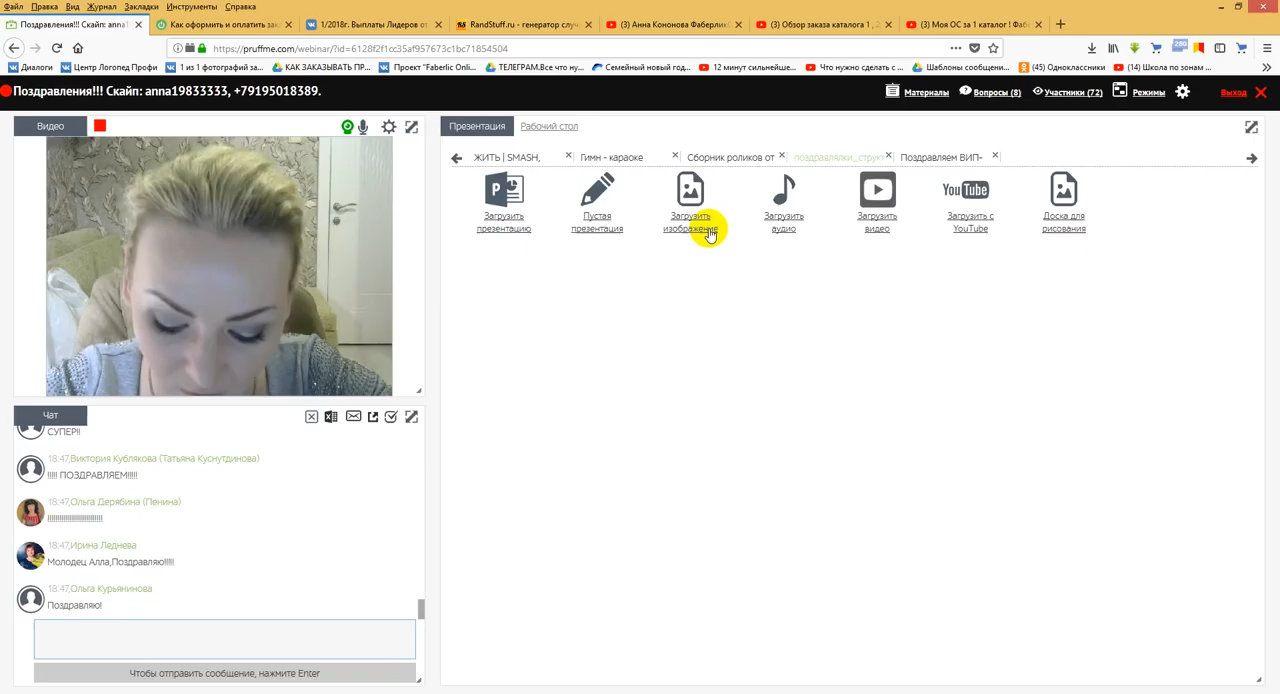 Файл Правка Вид Журнал Закладки Инструменты Справка
Поздравления!!! Скайп: anna1 Как оформить и оплатить зак 1/2018г. Выплаты Лидеров от RandStuff.ru - генератор случ (3) Анна Кононова Фаберлик (3) Обзор заказа каталога 1, 2 (3) Моя ОС за 1 каталог! Фаб
https://pruffme.com/webinar/?id=6128f2f1cc35af957673c1bc71854504
280
Диалоги Центр Логопед Профи 1 из 1 фотографий за... КАК ЗАКАЗЫВАТЬ ПР... Проект "Faberlic Onli... ТЕЛЕГРАМ.Все что ну... Семейный новый год... 12 минут сильнейше... Что нужно сделать с ... Шаблоны сообщени... (45) Одноклассники (14) Школа по зонам ...
Поздравления!!! Скайп: anna19833333, +79195018389.
Материалы Вопросы (8) Участники (72) Режимы Выход
Видео
Презентация Рабочий стол
ЖИТЬ | SMASH, Гимн - караоке Сборник роликов от поздравлялки_структ Поздравляем ВИП-
Загрузить презентацию
Пустая презентация
Загрузить изображение
Загрузить аудио
Загрузить видео
YouTube
Загрузить с YouTube
Доска для рисования
Чат
СУПЕР!!
18:47,Виктория Кублякова (Татьяна Куснутдинова)
!!!!! ПОЗДРАВЛЯЕМ!!!!!
18:47,Ольга Дерябина (Пенина)
18:47,Ирина Леднева
Молодец Алла,Поздравляю!!!!!
18:47,Ольга Курьянинова
Поздравляю!
Чтобы отправить сообщение, нажмите Enter